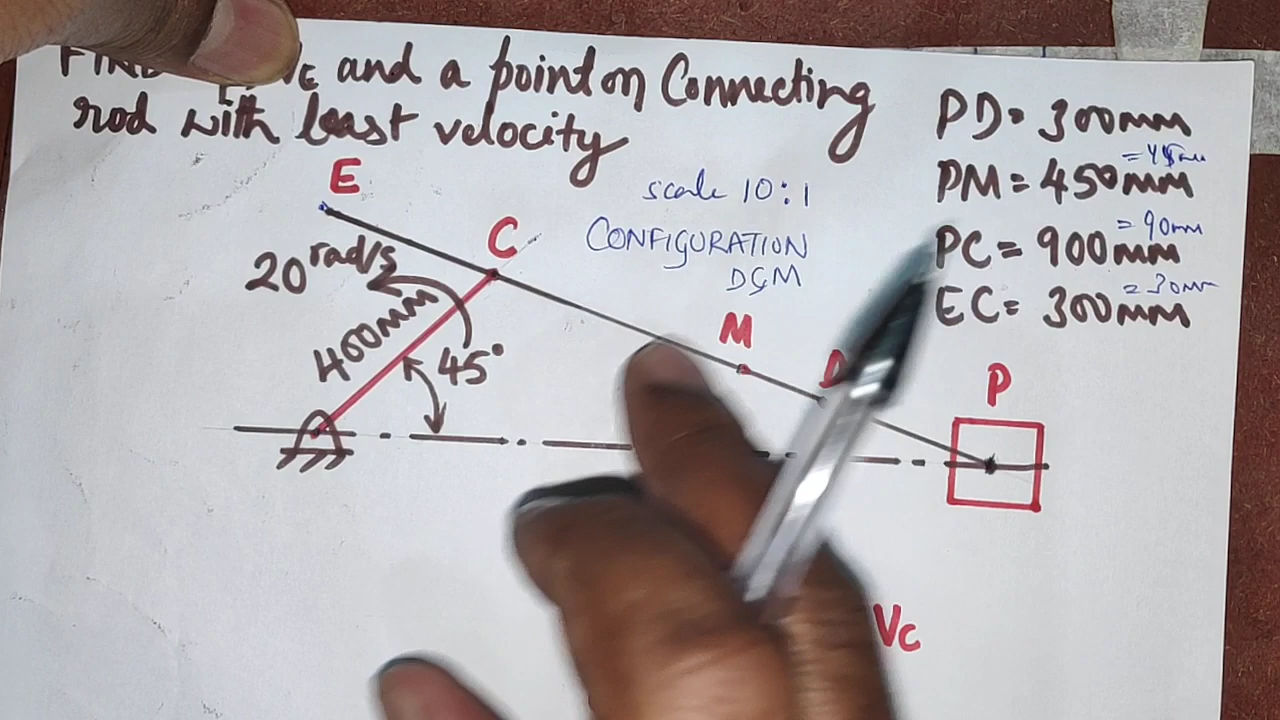 and a point on Connecting
rod with least velocity
E
C
20 rad/s
400mm
45°
scale 10:1
CONFIGURATION
DGM
M
D
P
PD= 300mm
PM= 450mm
PC= 900mm = 90mm
EC= 300mm = 30mm
Vc